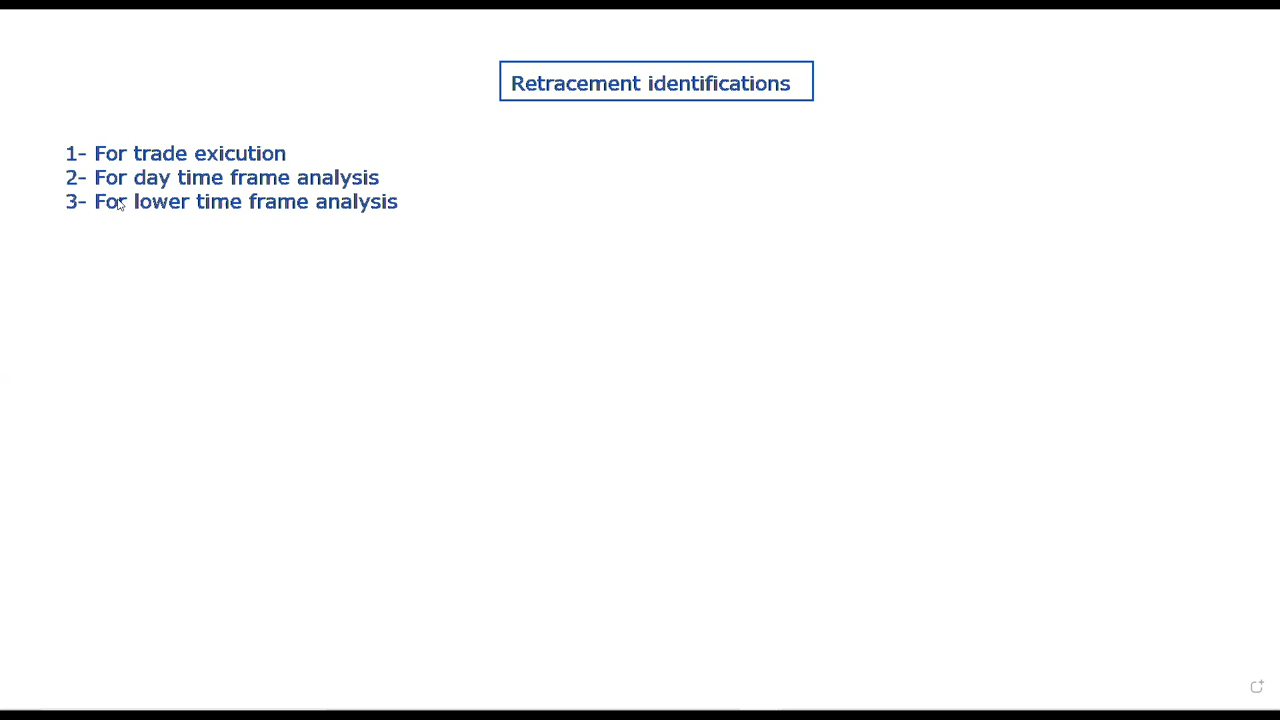 Retracement identifications
1- For trade exicution
2- For day time frame analysis
3- For lower time frame analysis